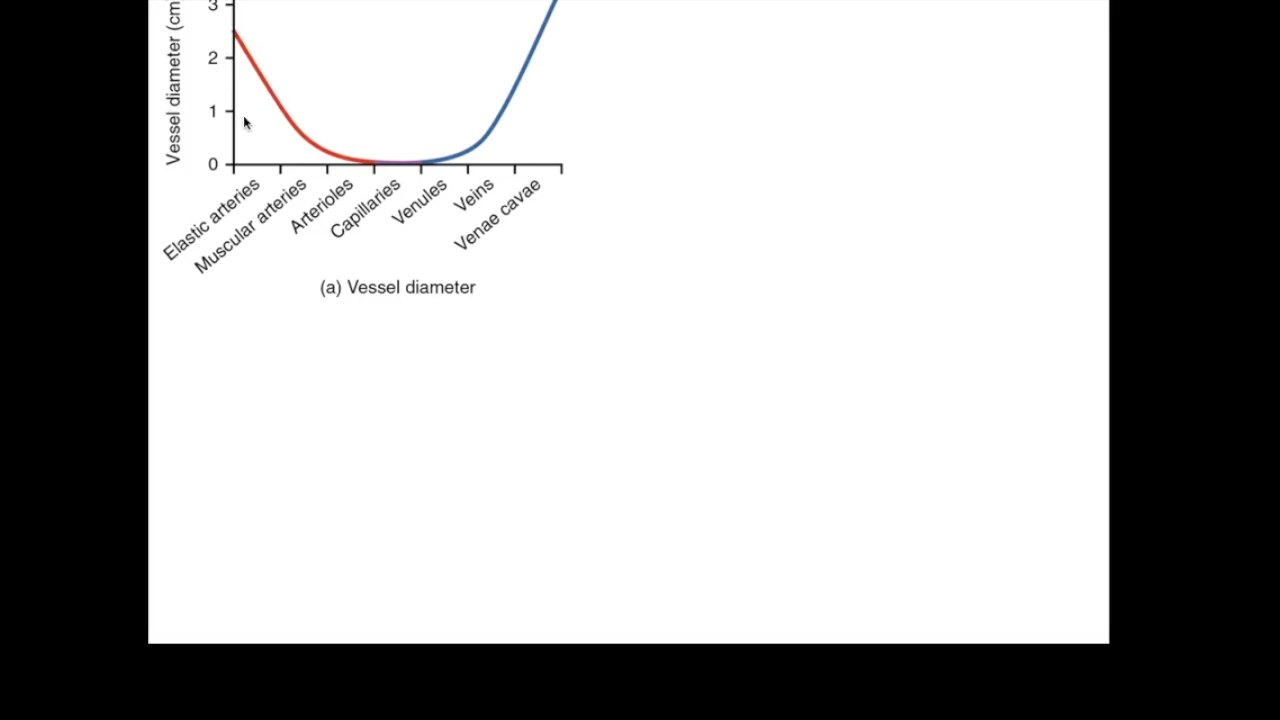 3
Vessel diameter (cm
2
1
0
Elastic arteries
Muscular arteries
Arterioles
Capillaries
Venules
Veins
Venae cavae
(a) Vessel diameter